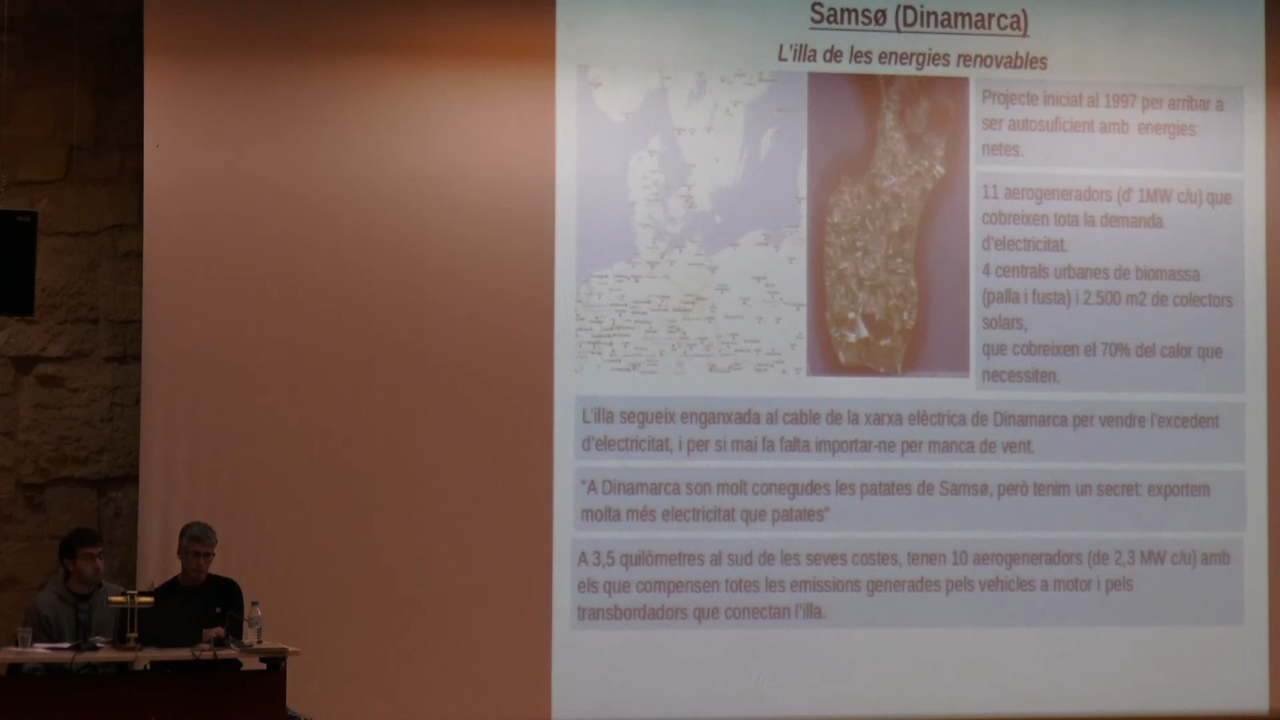 Samsø (Dinamarca)
L'illa de les energies renovables
Projecte iniciat al 1997 per arribar a
ser autosuficient amb energies
netes.
11 aerogeneradors (d' 1MW c/u) que
cobreixen tota la demanda
d'electricitat.
4 centrals urbanes de biomassa
(palla i fusta) i 2.500 m2 de colectors
solars,
que cobreixen el 70% del calor que
necessiten.
L'illa segueix enganxada al cable de la xarxa elèctrica de Dinamarca per vendre l'excedent
d'electricitat, i per si mai fa falta importar-ne per manca de vent.
"A Dinamarca son molt conegudes les patates de Samsø, però tenim un secret: exportem
molta més electricitat que patates"
A 3,5 quilòmetres al sud de les seves costes, tenen 10 aerogeneradors (de 2,3 MW c/u) amb
els que compensen totes les emissions generades pels vehicles a motor i pels
transbordadors que conectan l'illa.